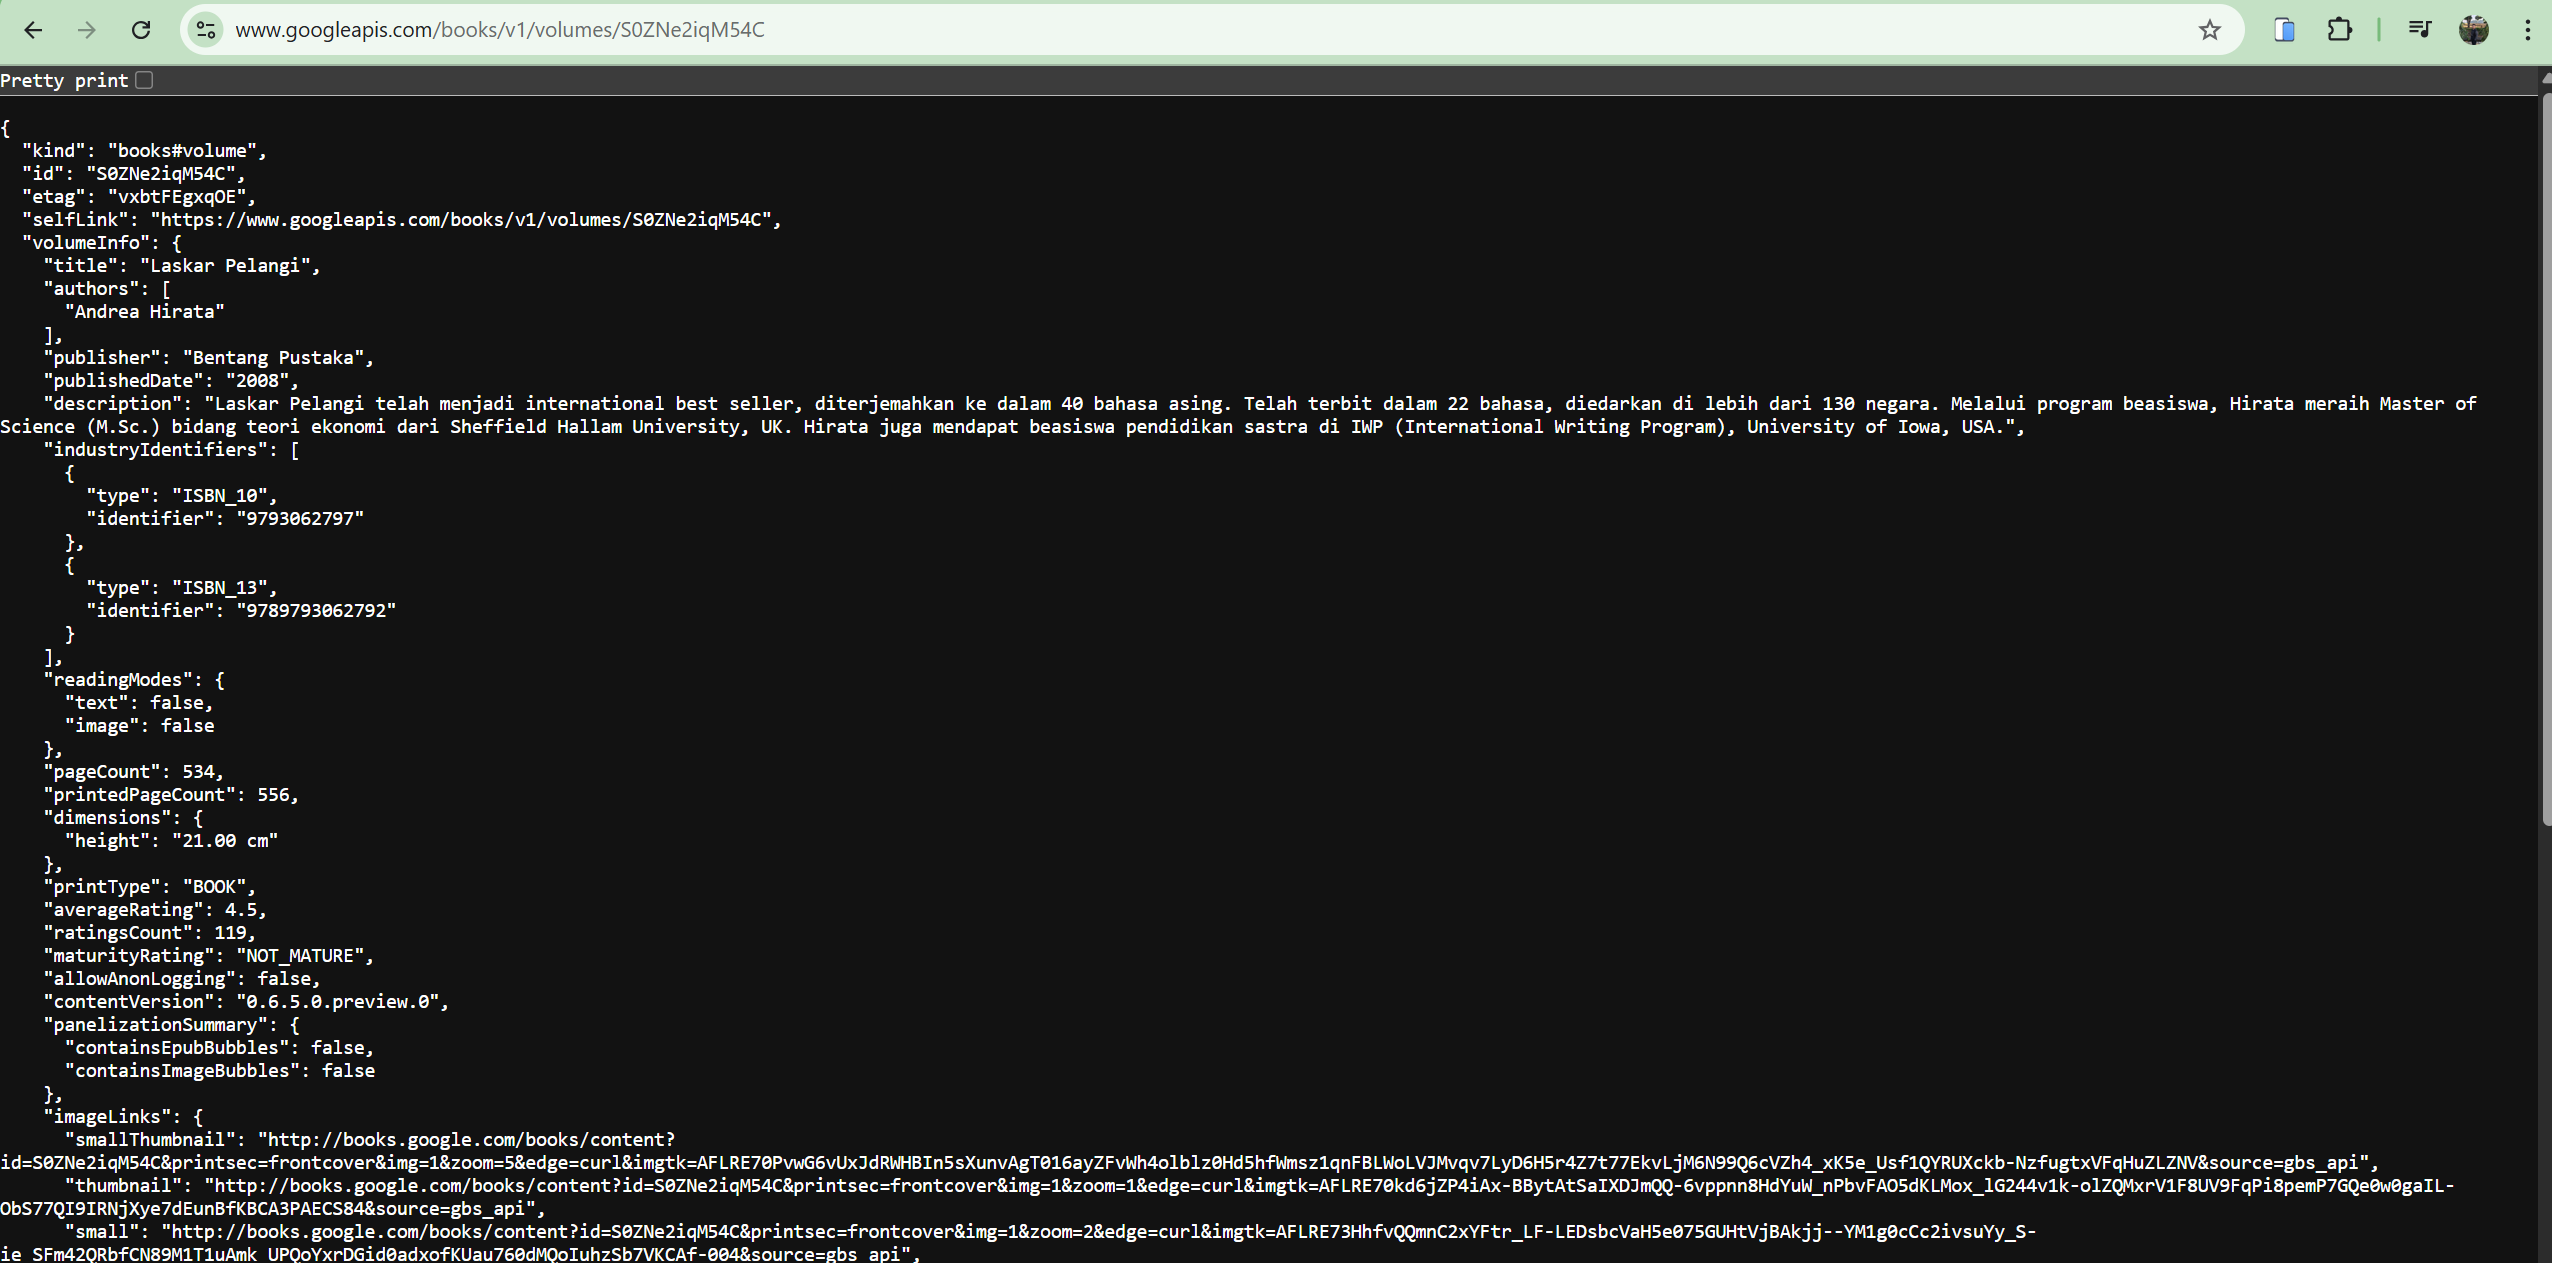 www.googleapis.com/books/v1/volumes/S0ZNe2iqM54C
Pretty print
{
  "kind": "books#volume",
  "id": "S0ZNe2iqM54C",
  "etag": "vxbtFEgxqOE",
  "selfLink": "https://www.googleapis.com/books/v1/volumes/S0ZNe2iqM54C",
  "volumeInfo": {
    "title": "Laskar Pelangi",
    "authors": [
      "Andrea Hirata"
    ],
    "publisher": "Bentang Pustaka",
    "publishedDate": "2008",
    "description": "Laskar Pelangi telah menjadi international best seller, diterjemahkan ke dalam 40 bahasa asing. Telah terbit dalam 22 bahasa, diedarkan di lebih dari 130 negara. Melalui program beasiswa, Hirata meraih Master of
Science (M.Sc.) bidang teori ekonomi dari Sheffield Hallam University, UK. Hirata juga mendapat beasiswa pendidikan sastra di IWP (International Writing Program), University of Iowa, USA.",
    "industryIdentifiers": [
      {
        "type": "ISBN_10",
        "identifier": "9793062797"
      },
      {
        "type": "ISBN_13",
        "identifier": "9789793062792"
      }
    ],
    "readingModes": {
      "text": false,
      "image": false
    },
    "pageCount": 534,
    "printedPageCount": 556,
    "dimensions": {
      "height": "21.00 cm"
    },
    "printType": "BOOK",
    "averageRating": 4.5,
    "ratingsCount": 119,
    "maturityRating": "NOT_MATURE",
    "allowAnonLogging": false,
    "contentVersion": "0.6.5.0.preview.0",
    "panelizationSummary": {
      "containsEpubBubbles": false,
      "containsImageBubbles": false
    },
    "imageLinks": {
      "smallThumbnail": "http://books.google.com/books/content?
id=S0ZNe2iqM54C&printsec=frontcover&img=1&zoom=5&edge=curl&imgtk=AFLRE70PvwG6vUxJdRWHBIn5sXunvAgT016ayZFvWh4olblz0Hd5hfWmsz1qnFBLWoLVJMvqv7LyD6H5r4Z7t77EkvLjM6N99Q6cVZh4_xK5e_Usf1QYRUXckb-NzfugtxVFqHuZLZNV&source=gbs_api",
      "thumbnail": "http://books.google.com/books/content?id=S0ZNe2iqM54C&printsec=frontcover&img=1&zoom=1&edge=curl&imgtk=AFLRE70kd6jZP4iAx-BBytAtSaIXDJmQQ-6vppnn8HdYuW_nPbvFAO5dKLMox_lG244v1k-olZQMxrV1F8UV9FqPi8pemP7GQe0w0gaIL-
ObS77QI9IRNjXye7dEunBfKBCA3PAECS84&source=gbs_api",
      "small": "http://books.google.com/books/content?id=S0ZNe2iqM54C&printsec=frontcover&img=1&zoom=2&edge=curl&imgtk=AFLRE73HhfvQQmnC2xYFtr_LF-LEDsbcVaH5e075GUHtVjBAkjj--YM1g0cCc2ivsuYy_S-
ie_SFm42QRbfCN89M1T1uAmk_UPQoYxrDGid0adxofKUau760dMQoIuhzSb7VKCAf-004&source=gbs_api",